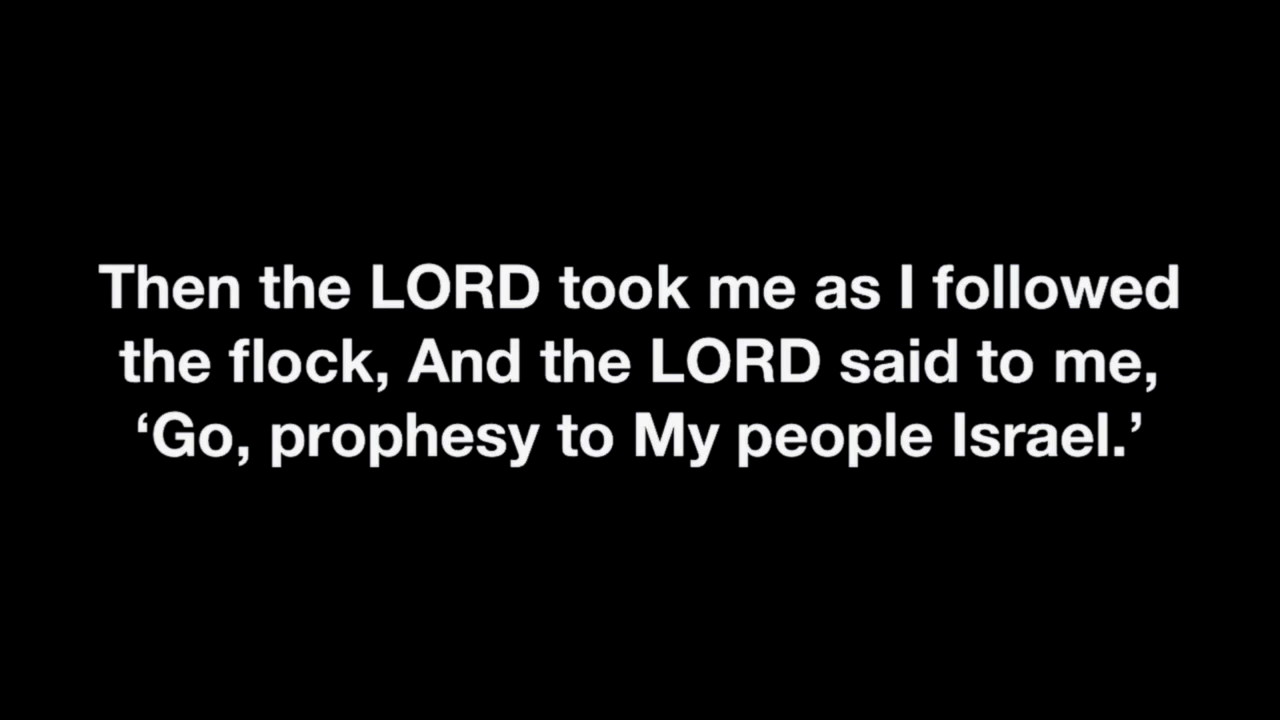 Then the LORD took me as I followed
the flock, And the LORD said to me,
‘Go, prophesy to My people Israel.’